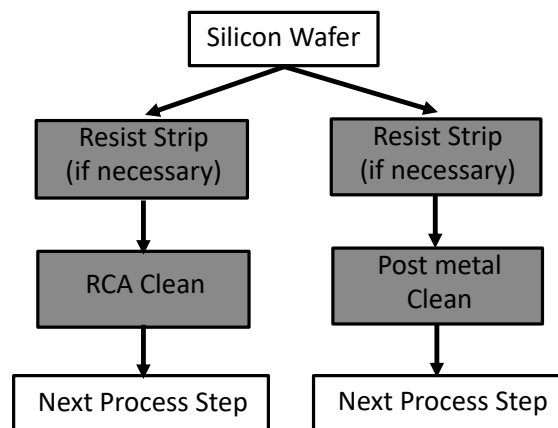 Silicon Wafer
Resist Strip
(if necessary)
Resist Strip
(if necessary)
RCA Clean
Post metal
Clean
Next Process Step
Next Process Step